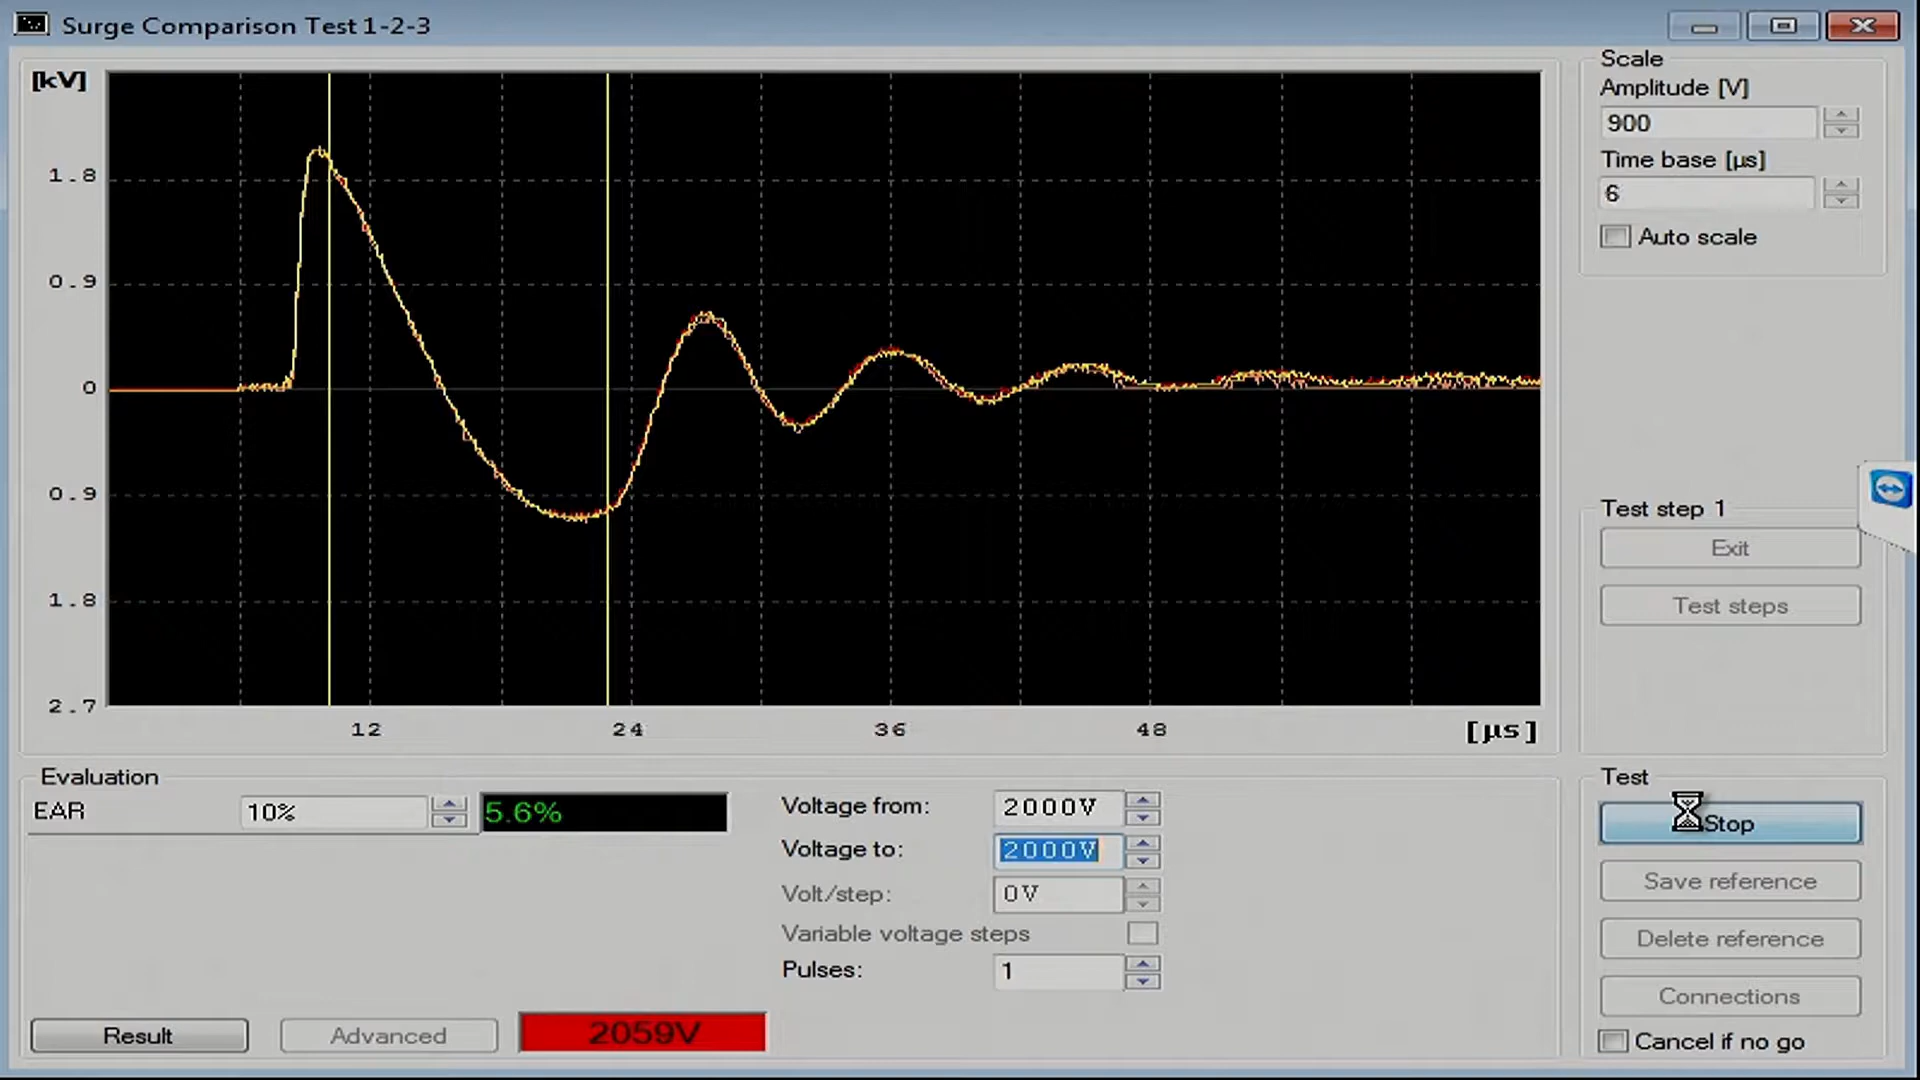 Surge Comparison Test 1-2-3
[kV]
1.8
0.9
0
0.9
1.8
2.7
12
24
36
48
[µs]
Scale
Amplitude [V]
900
Time base [µs]
6
Auto scale
Test step 1
Exit
Test steps
Evaluation
EAR
10%
5.6%
Voltage from:
2000V
Voltage to:
2000V
Volt/step:
0V
Variable voltage steps
Pulses:
1
Result
Advanced
2059V
Test
Stop
Save reference
Delete reference
Connections
Cancel if no go